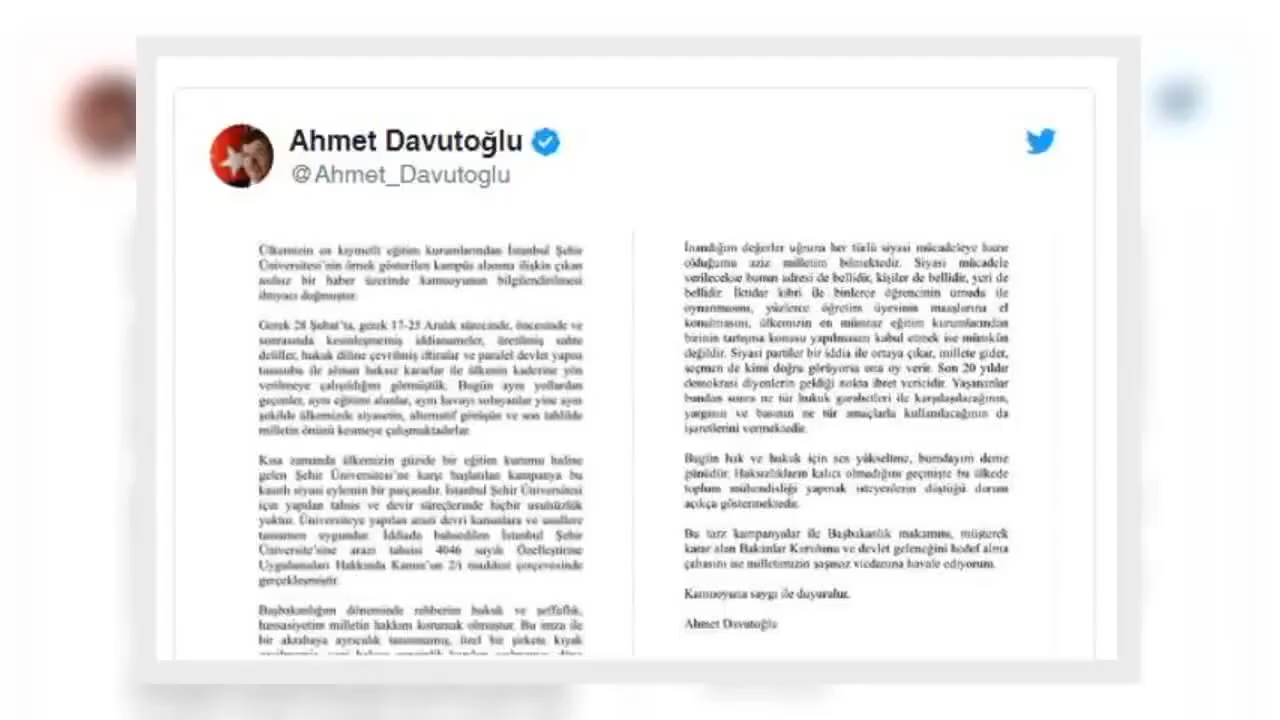 Ahmet Davutoğlu
@Ahmet_Davutoglu
Ülkemizin en kıymetli eğitim kurumlarından İstanbul Şehir
Üniversitesi'nin örnek gösterilen kampüs alanına ilişkin çıkan
asılsız bir haber üzerinde kamuoyunun bilgilendirilmesi
ihtiyacı doğmuştur.
Gerek 28 Şubat'ta, gerek 17-25 Aralık sürecinde, öncesinde ve
sonrasında kesinleşmemiş iddianameler, üretilmiş sahte
deliller, hukuk diline çevrilmiş iftiralar ve paralel devlet yapısı
tasallutu ile alınan haksız kararlar ile ülkenin kaderine yön
verilmeye çalışıldığını görmüştük. Bugün aynı yollardan
geçenler, aynı eğitimi alanlar, aynı havayı soluyanlar yine aynı
şekilde ülkemizde siyasetin, alternatif görüşün ve son tahlilde
milletin önünü kesmeye çalışmaktadırlar.
Kısa zamanda ülkemizin güzide bir eğitim kurumu haline
gelen Şehir Üniversitesi'ne karşı başlatılan kampanya bu
kasıtlı siyasi eylemin bir parçasıdır. İstanbul Şehir Üniversitesi
için yapılan tahsis ve devir süreçlerinde hiçbir usulsüzlük
yoktur. Üniversiteye yapılan arazi devri kanunlara ve usullere
tamamen uygundur. İddiada bahsedilen İstanbul Şehir
Üniversite'sine arazi tahsisi 4046 sayılı Özelleştirme
Uygulamaları Hakkında Kanun'un 2/i maddesi çerçevesinde
gerçekleşmiştir.
Başbakanlığım döneminde rehberim hukuk ve şeffaflık,
hassasiyetim milletin hakkını korumak olmuştur. Bu imza ile
bir akrabaya ayrıcalık tanınmamış, özel bir şirkete kıyak
İnandığım değerler uğruna her türlü siyasi mücadeleye hazır
olduğumu aziz milletim bilmektedir. Siyasi mücadele
verilecekse bunun adresi de bellidir, kişiler de bellidir, yeri de
bellidir. İktidar kibri ile binlerce öğrencinin umudu ile
oynanmasını, yüzlerce öğretim üyesinin maaşlarına el
konulmasını, ülkemizin en mümtaz eğitim kurumlarından
birinin tartışma konusu yapılmasını kabul etmek ise mümkün
değildir. Siyasi partiler bir iddia ile ortaya çıkar, millete gider,
seçmen de kimi doğru görüyorsa ona oy verir. Son 20 yıldır
demokrasi diyenlerin geldiği nokta ibret vericidir. Yaşananlar
bundan sonra ne tür hukuk garabetleri ile karşılaşılacağının,
yargının ve basının ne tür amaçlarla kullanılacağının da
işaretlerini vermektedir.
Bugün hak ve hukuk için ses yükseltme, buradayım deme
günüdür. Haksızlıkların kalıcı olmadığını geçmişte bu ülkede
toplum mühendisliği yapmak isteyenlerin düştüğü durum
açıkça göstermektedir.
Bu tarz kampanyalar ile Başbakanlık makamını, müşterek
karar alan Bakanlar Kurulunu ve devlet geleneğini hedef alma
çabasını ise milletimizin şaşmaz vicdanına havale ediyorum.
Kamuoyuna saygı ile duyurulur.
Ahmet Davutoğlu